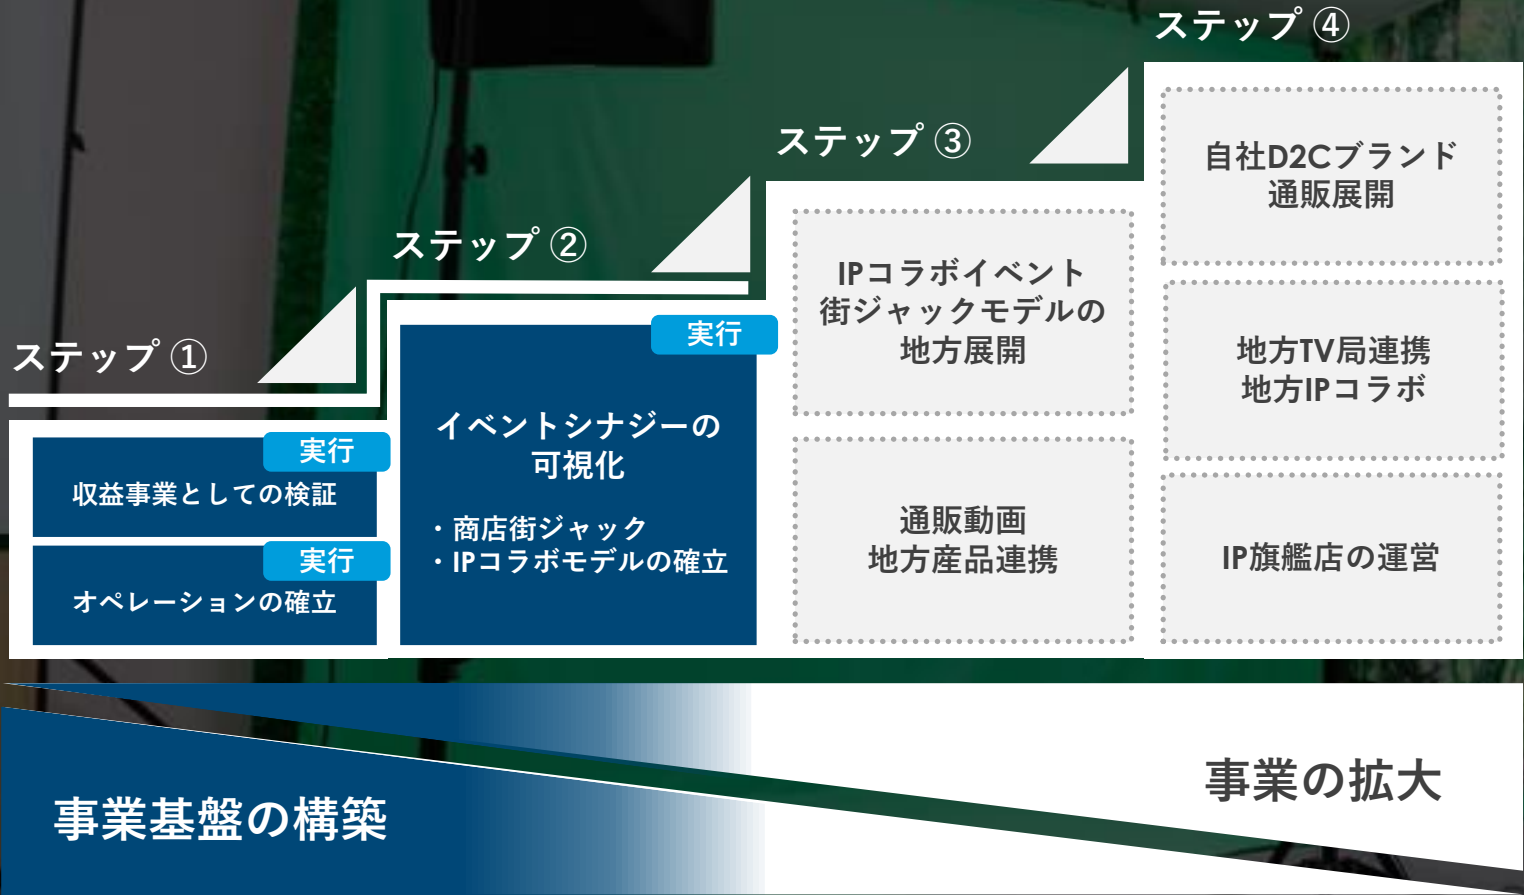 ステップ ①
実行
収益事業としての検証
実行
オペレーションの確立
ステップ ②
実行
イベントシナジーの
可視化
・商店街ジャック
・IPコラボモデルの確立
ステップ ③
IPコラボイベント
街ジャックモデルの
地方展開
通販動画
地方産品連携
ステップ ④
自社D2Cブランド
通販展開
地方TV局連携
地方IPコラボ
IP旗艦店の運営
事業基盤の構築
事業の拡大